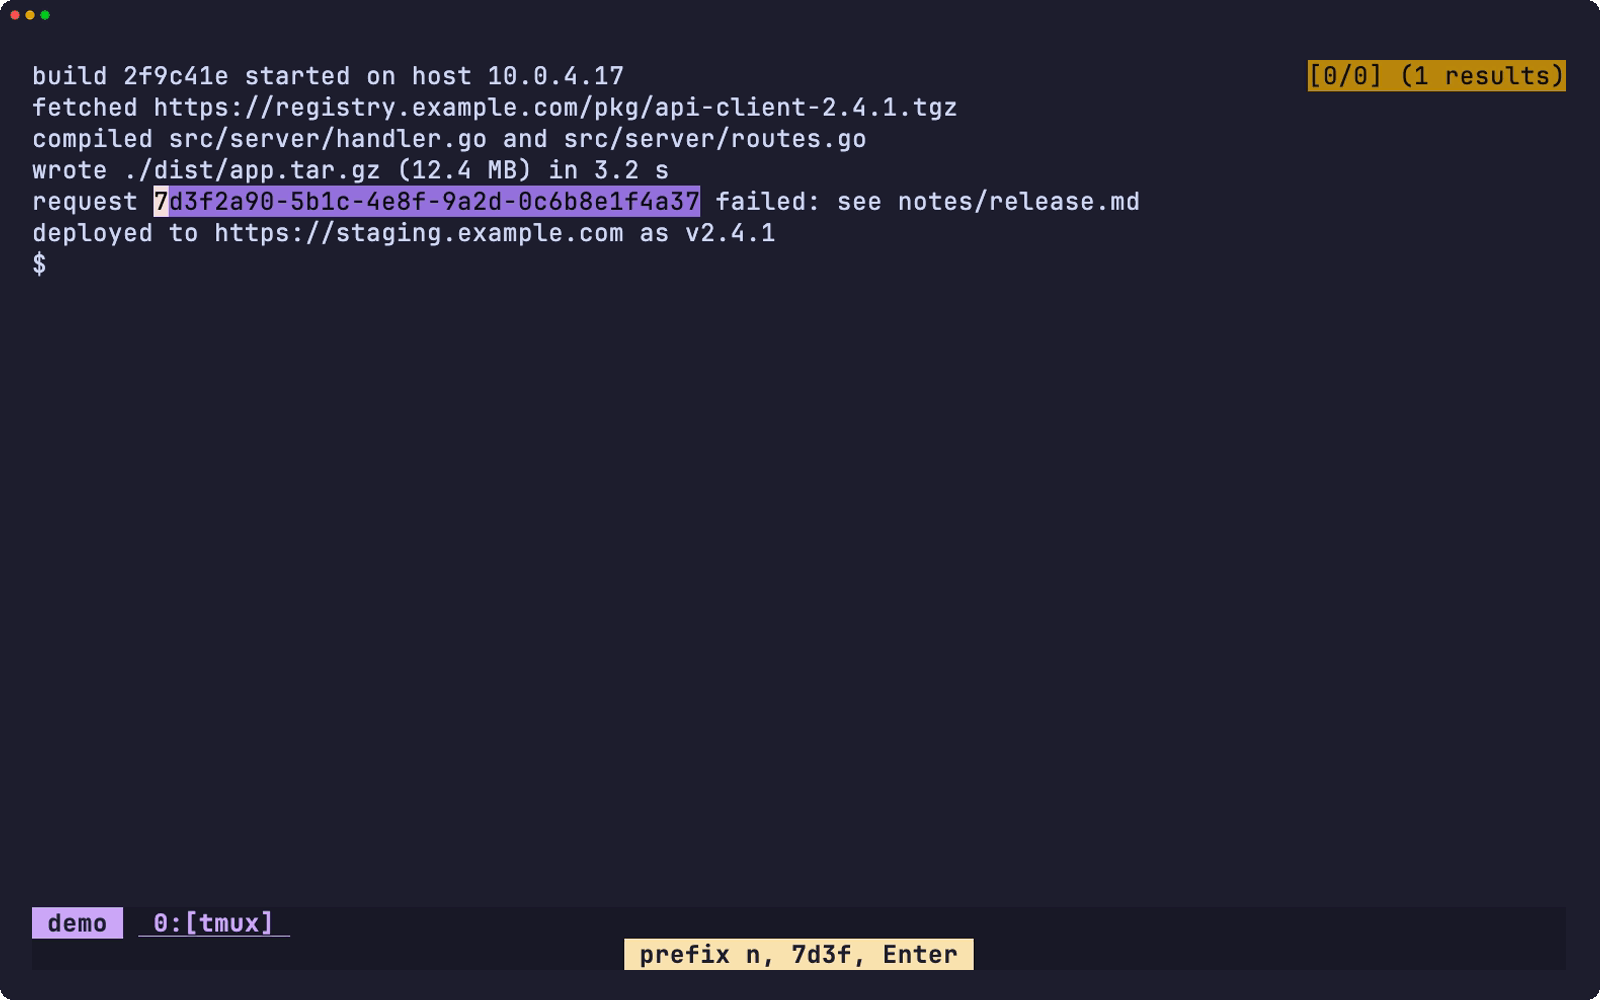 build 2f9c41e started on host 10.0.4.17 [0/0] (1 results)
fetched https://registry.example.com/pkg/api-client-2.4.1.tgz
compiled src/server/handler.go and src/server/routes.go
wrote ./dist/app.tar.gz (12.4 MB) in 3.2 s
request 7d3f2a90-5b1c-4e8f-9a2d-0c6b8e1f4a37 failed: see notes/release.md
deployed to https://staging.example.com as v2.4.1
$
demo 0:[tmux]
prefix n, 7d3f, Enter